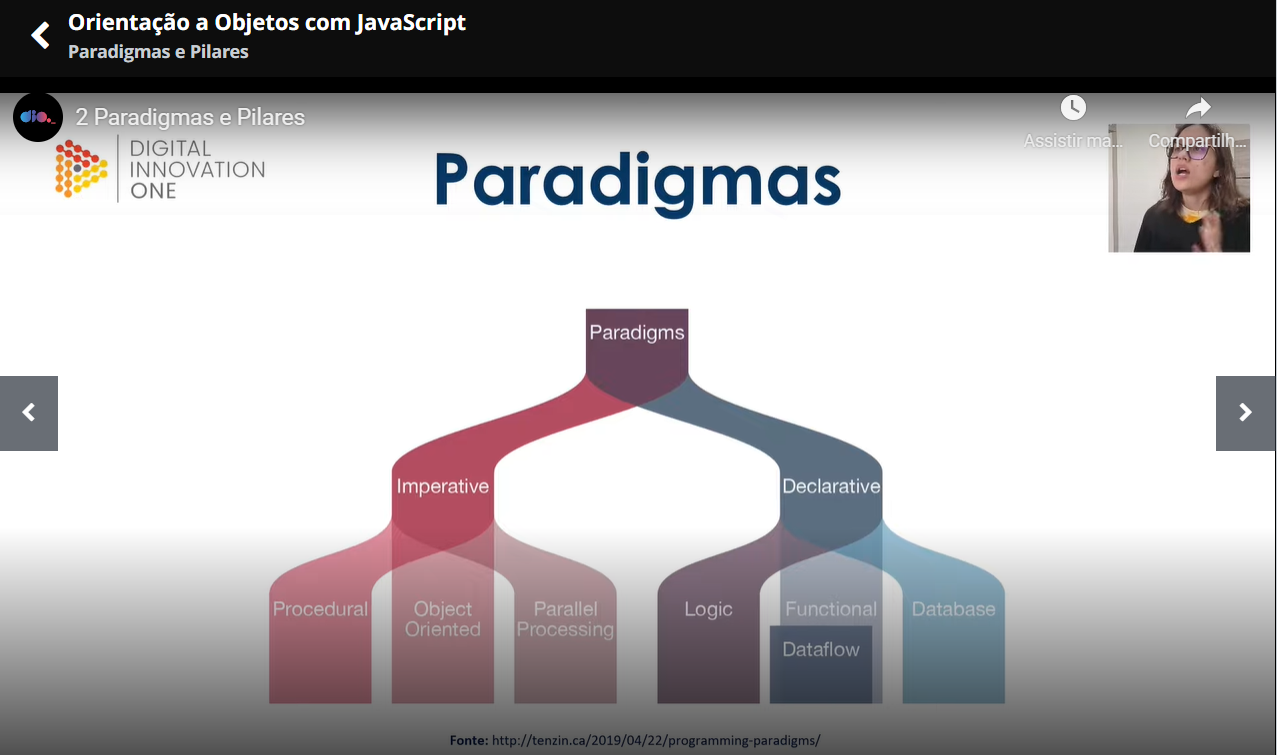 Orientação a Objetos com JavaScript
Paradigmas e Pilares
dio._
2 Paradigmas e Pilares
Assistir ma...
Compartilh...
DIGITAL
INNOVATION
ONE
Paradigmas
Paradigms
Imperative
Declarative
Procedural
Object
Oriented
Parallel
Processing
Logic
Functional
Dataflow
Database
Fonte: http://tenzin.ca/2019/04/22/programming-paradigms/